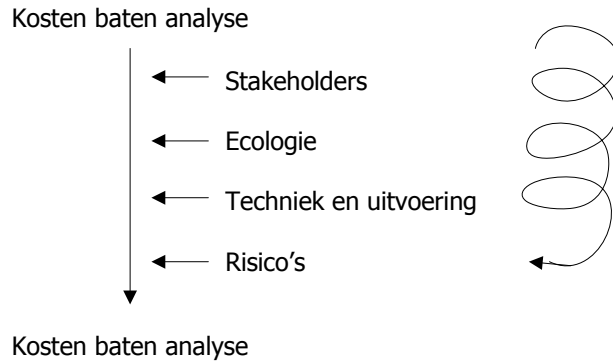 Kosten baten analyse
Stakeholders
Ecologie
Techniek en uitvoering
Risico’s
Kosten baten analyse